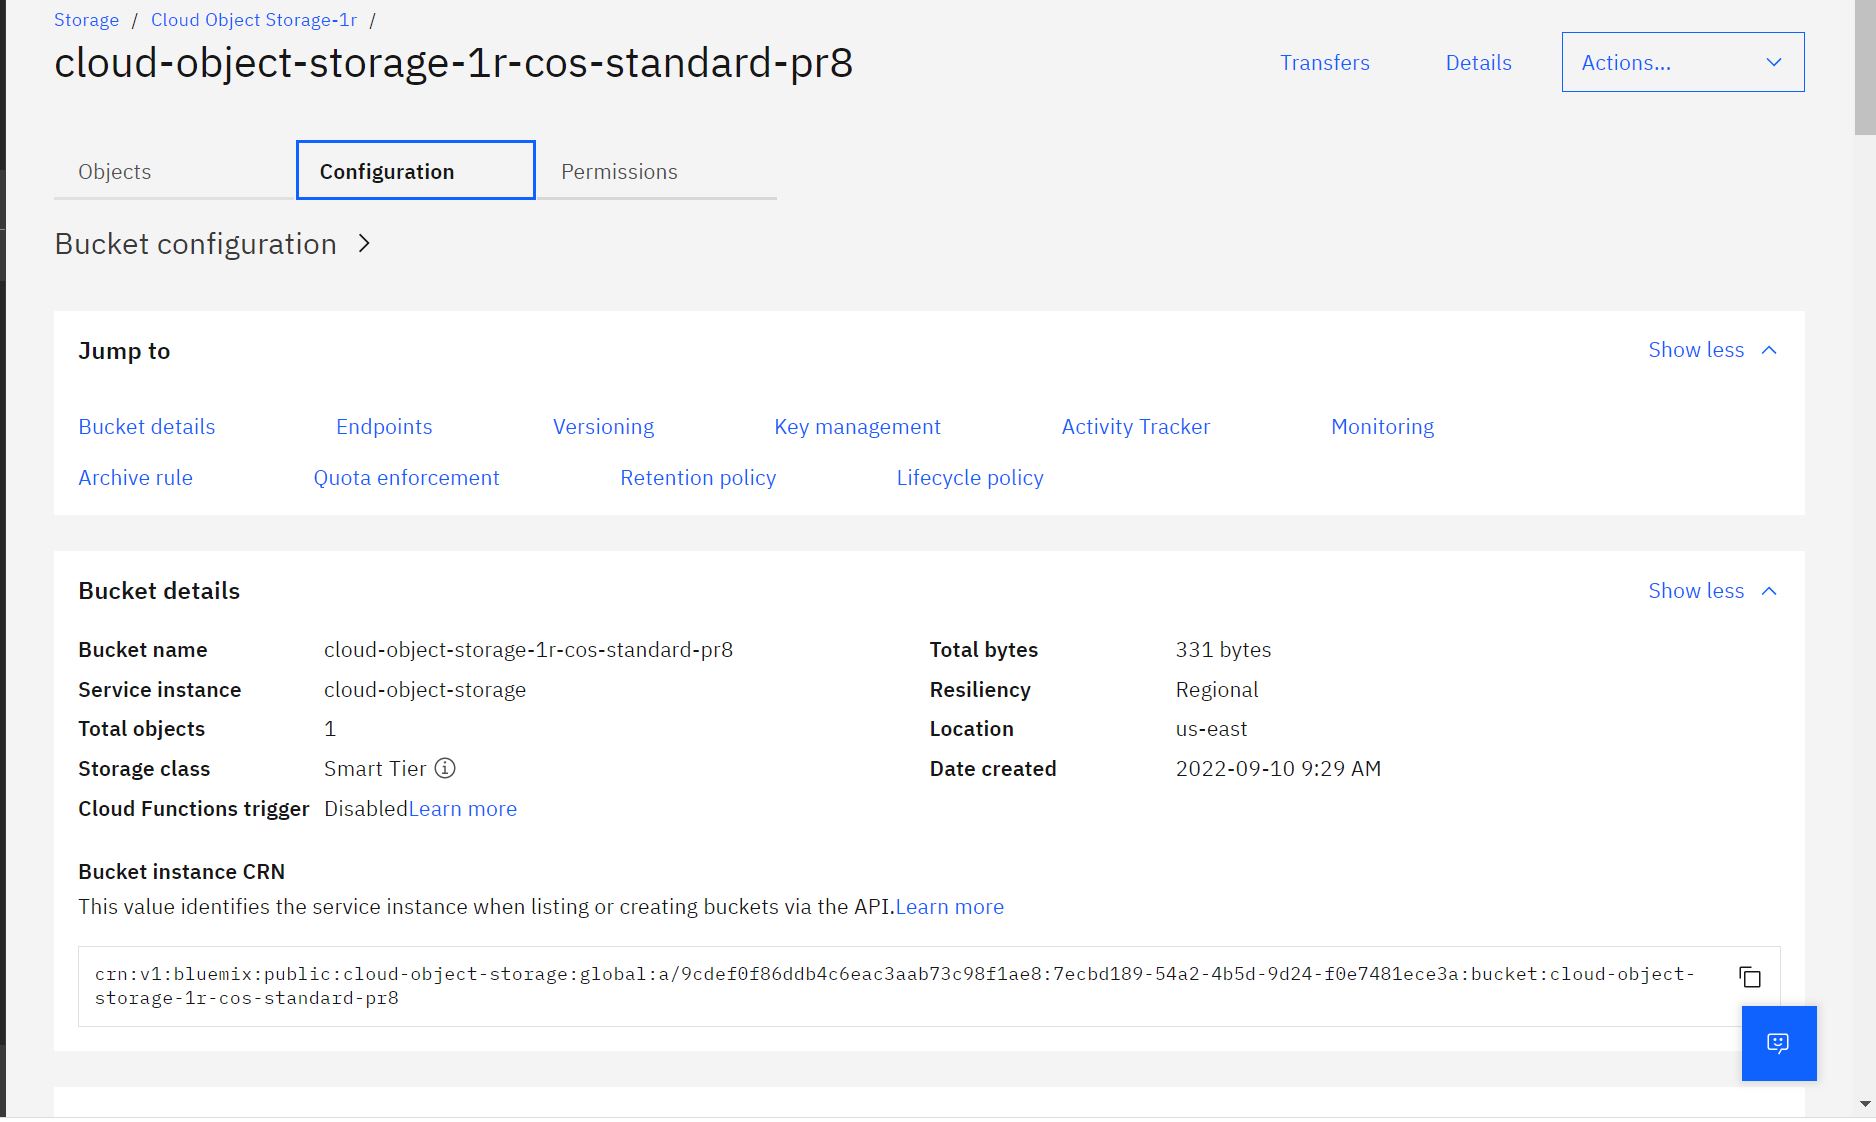 Storage / Cloud Object Storage-1r /
cloud-object-storage-1r-cos-standard-pr8
Transfers Details Actions...
Objects Configuration Permissions
Bucket configuration
Jump to Show less
Bucket details Endpoints Versioning Key management Activity Tracker Monitoring
Archive rule Quota enforcement Retention policy Lifecycle policy
Bucket details Show less
Bucket name cloud-object-storage-1r-cos-standard-pr8 Total bytes 331 bytes
Service instance cloud-object-storage Resiliency Regional
Total objects 1 Location us-east
Storage class Smart Tier Date created 2022-09-10 9:29 AM
Cloud Functions trigger DisabledLearn more
Bucket instance CRN
This value identifies the service instance when listing or creating buckets via the API.Learn more
crn:v1:bluemix:public:cloud-object-storage:global:a/9cdef0f86ddb4c6eac3aab73c98f1ae8:7ecbd189-54a2-4b5d-9d24-f0e7481ece3a:bucket:cloud-object-
storage-1r-cos-standard-pr8